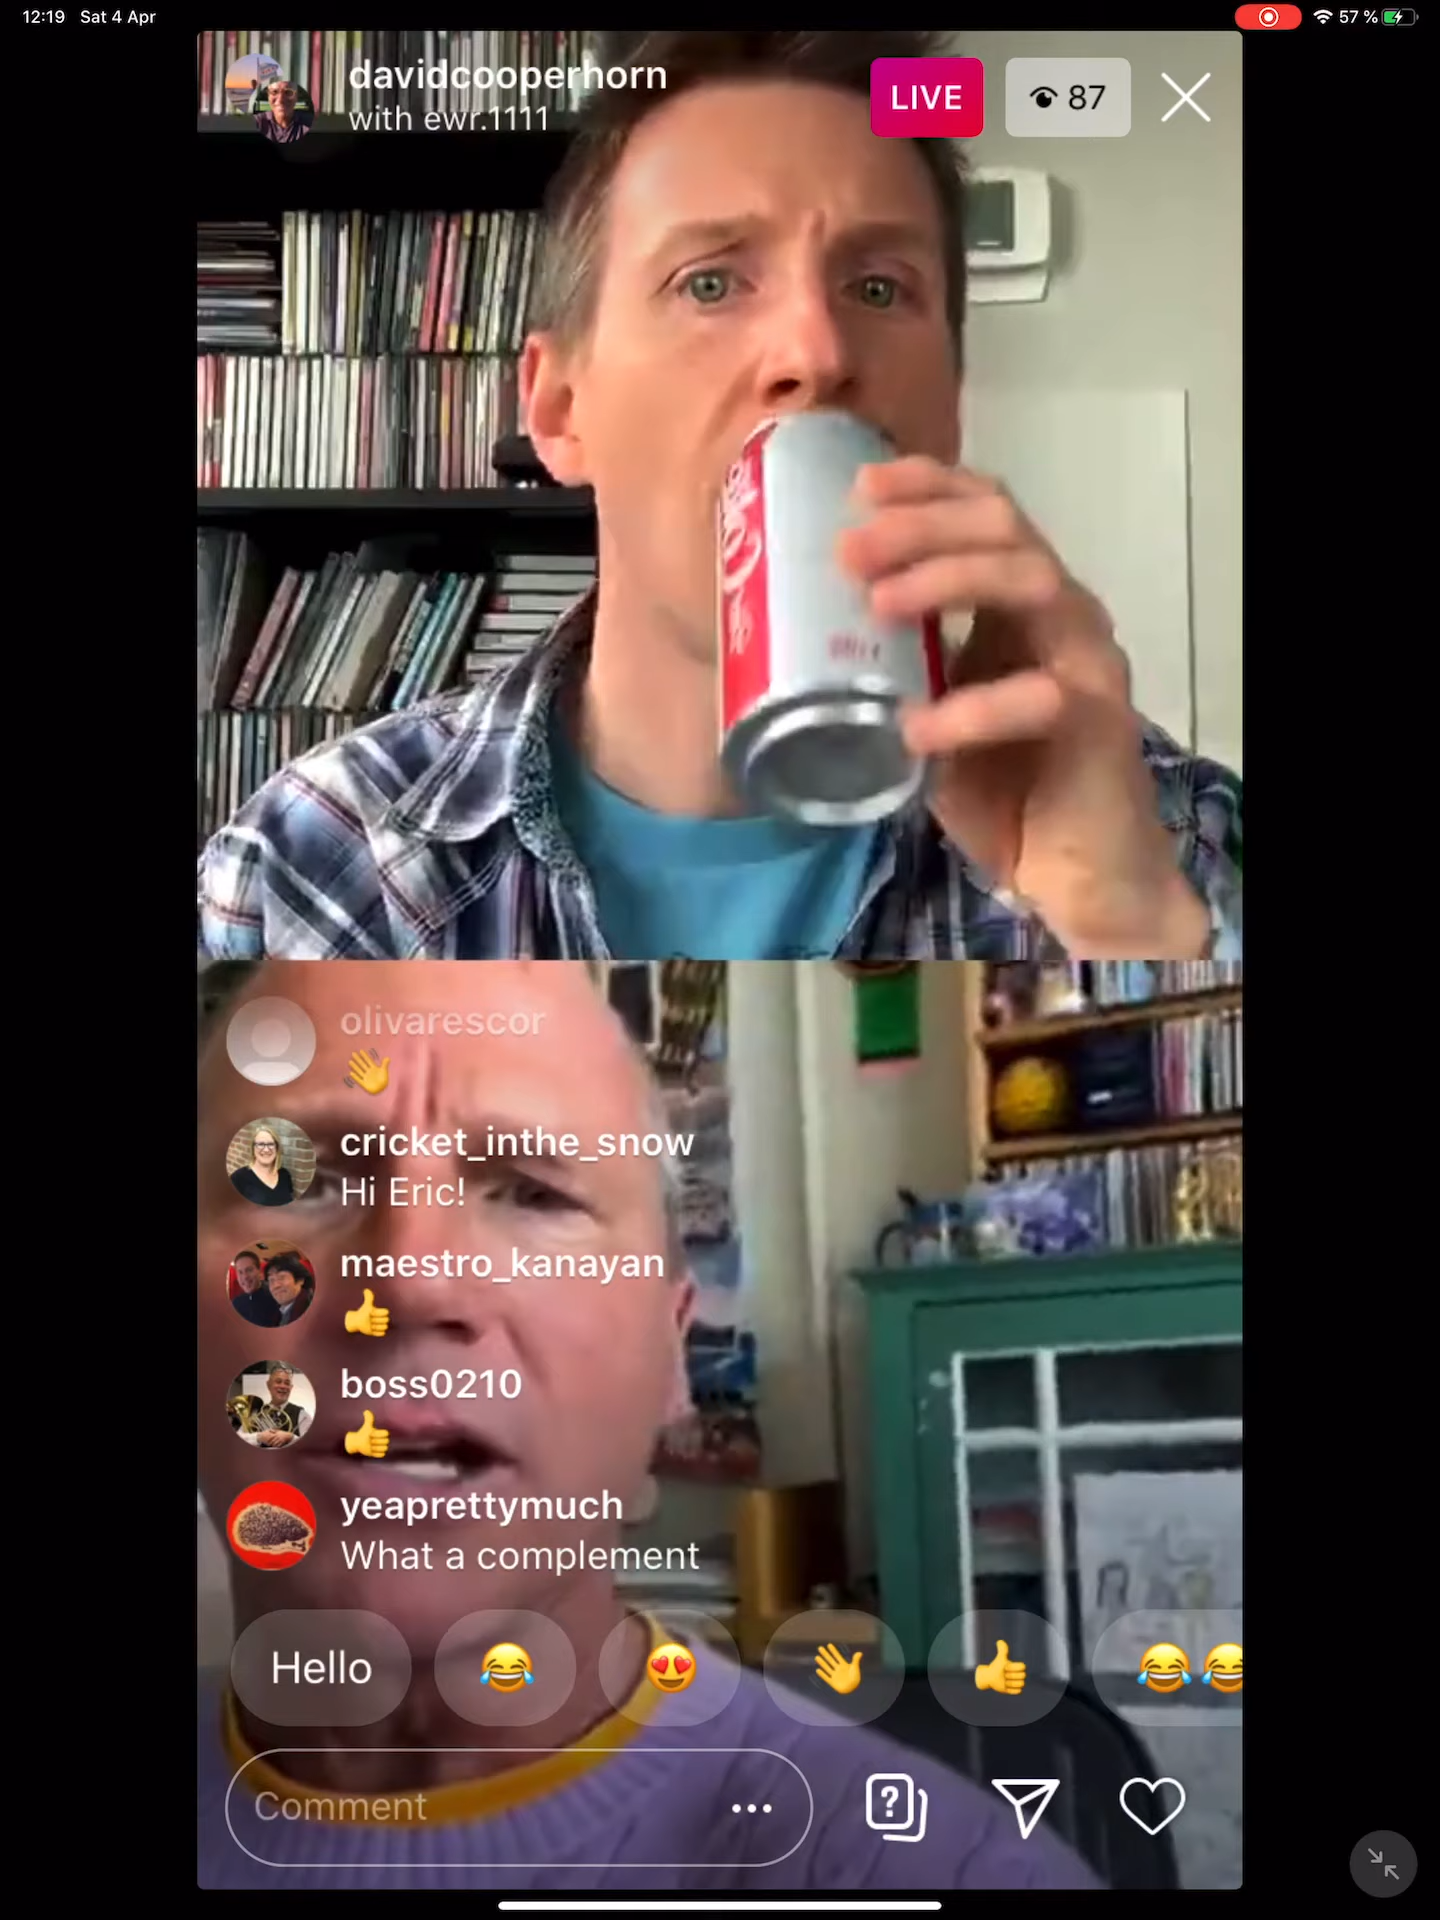 12:19 Sat 4 Apr
57 %
davidcooperhorn
with ewr.1111
LIVE
87
olivarescor
cricket_inthe_snow
Hi Eric!
maestro_kanayan
boss0210
yeaprettymuch
What a complement
Hello
Comment